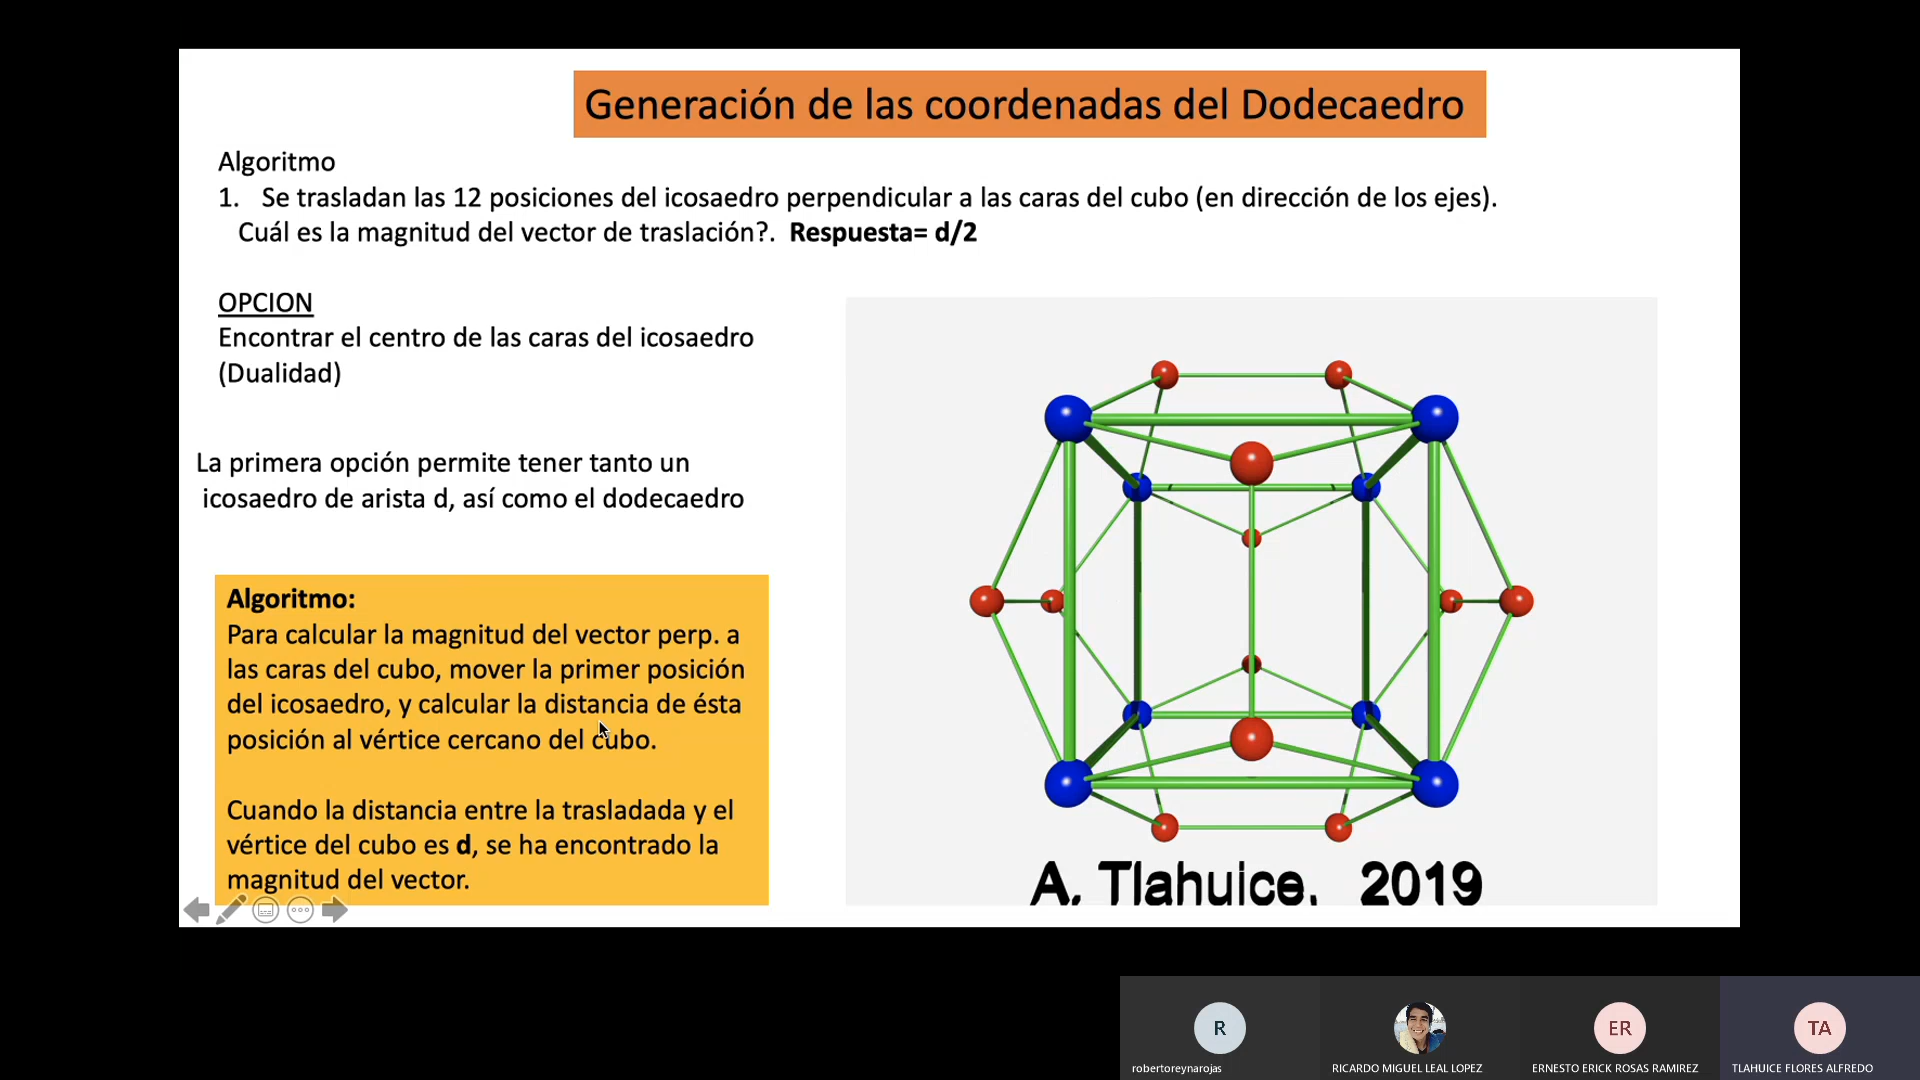 Generación de las coordenadas del Dodecaedro
Algoritmo
1. Se trasladan las 12 posiciones del icosaedro perpendicular a las caras del cubo (en dirección de los ejes).
Cuál es la magnitud del vector de traslación?. Respuesta= d/2
OPCION
Encontrar el centro de las caras del icosaedro
(Dualidad)
La primera opción permite tener tanto un
icosaedro de arista d, así como el dodecaedro
Algoritmo:
Para calcular la magnitud del vector perp. a
las caras del cubo, mover la primer posición
del icosaedro, y calcular la distancia de ésta
posición al vértice cercano del cubo.
Cuando la distancia entre la trasladada y el
vértice del cubo es d, se ha encontrado la
magnitud del vector.
A. Tlahuice. 2019
R
ER
TA
robertoreynarojas
RICARDO MIGUEL LEAL LOPEZ
ERNESTO ERICK ROSAS RAMIREZ
TLAHUICE FLORES ALFREDO